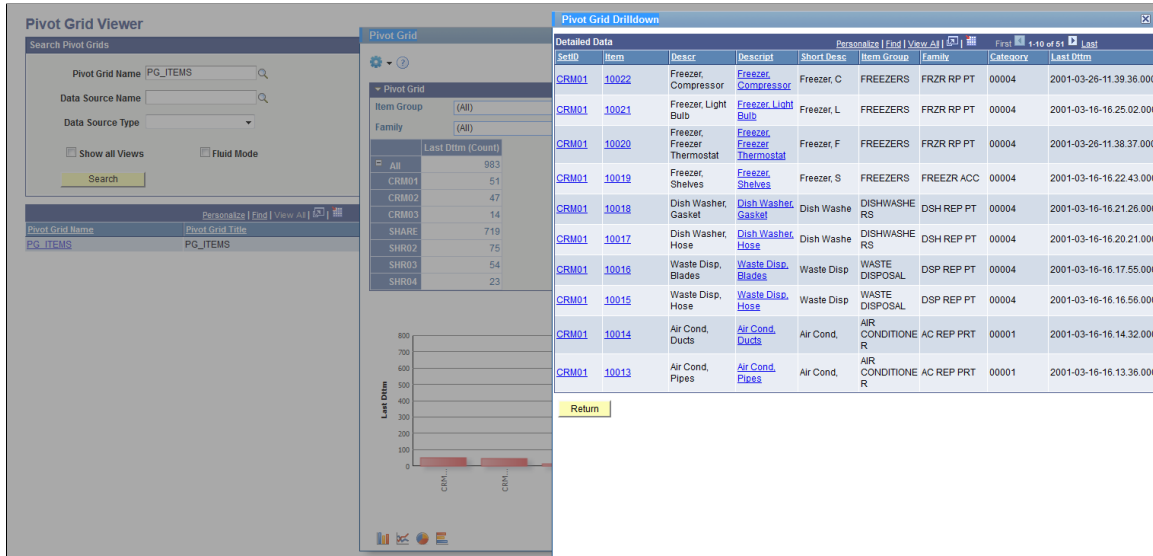 Pivot Grid Viewer
Search Pivot Grids
Pivot Grid Name PG_ITEMS
Data Source Name
Data Source Type
Show all Views Fluid Mode
Search
Personalize | Find | View All |
Pivot Grid Name Pivot Grid Title
PG_ITEMS PG_ITEMS
Pivot Grid
Pivot Grid
Item Group (All)
Family (All)
Last Dttm (Count)
All 983
CRM01 51
CRM02 47
CRM03 14
SHARE 719
SHR02 75
SHR03 54
SHR04 23
Last Dttm
800
700
600
500
400
300
200
100
0
CRM... CRM...
Pivot Grid Drilldown
Detailed Data Personalize | Find | View All | First 1-10 of 51 Last
SetID Item Descr Descript Short Desc Item Group Family Category Last Dttm
CRM01 10022 Freezer, Compressor Freezer, Compressor Freezer, C FREEZERS FRZR RP PT 00004 2001-03-26-11.39.36.000
CRM01 10021 Freezer, Light Bulb Freezer, Light Bulb Freezer, L FREEZERS FRZR RP PT 00004 2001-03-16-16.25.02.000
CRM01 10020 Freezer, Freezer Thermostat Freezer, Freezer Thermostat Freezer, F FREEZERS FRZR RP PT 00004 2001-03-26-11.38.37.000
CRM01 10019 Freezer, Shelves Freezer, Shelves Freezer, S FREEZERS FREEZR ACC 00004 2001-03-16-16.22.43.000
CRM01 10018 Dish Washer, Gasket Dish Washer, Gasket Dish Washe DISHWASHERS DSH REP PT 00004 2001-03-16-16.21.26.000
CRM01 10017 Dish Washer, Hose Dish Washer, Hose Dish Washe DISHWASHERS DSH REP PT 00004 2001-03-16-16.20.21.000
CRM01 10016 Waste Disp, Blades Waste Disp, Blades Waste Disp WASTE DISPOSAL DSP REP PT 00004 2001-03-16-16.17.55.000
CRM01 10015 Waste Disp, Hose Waste Disp, Hose Waste Disp WASTE DISPOSAL DSP REP PT 00004 2001-03-16-16.16.56.000
CRM01 10014 Air Cond, Ducts Air Cond, Ducts Air Cond, AIR CONDITIONER AC REP PRT 00001 2001-03-16-16.14.32.000
CRM01 10013 Air Cond, Pipes Air Cond, Pipes Air Cond, AIR CONDITIONER AC REP PRT 00001 2001-03-16-16.13.36.000
Return